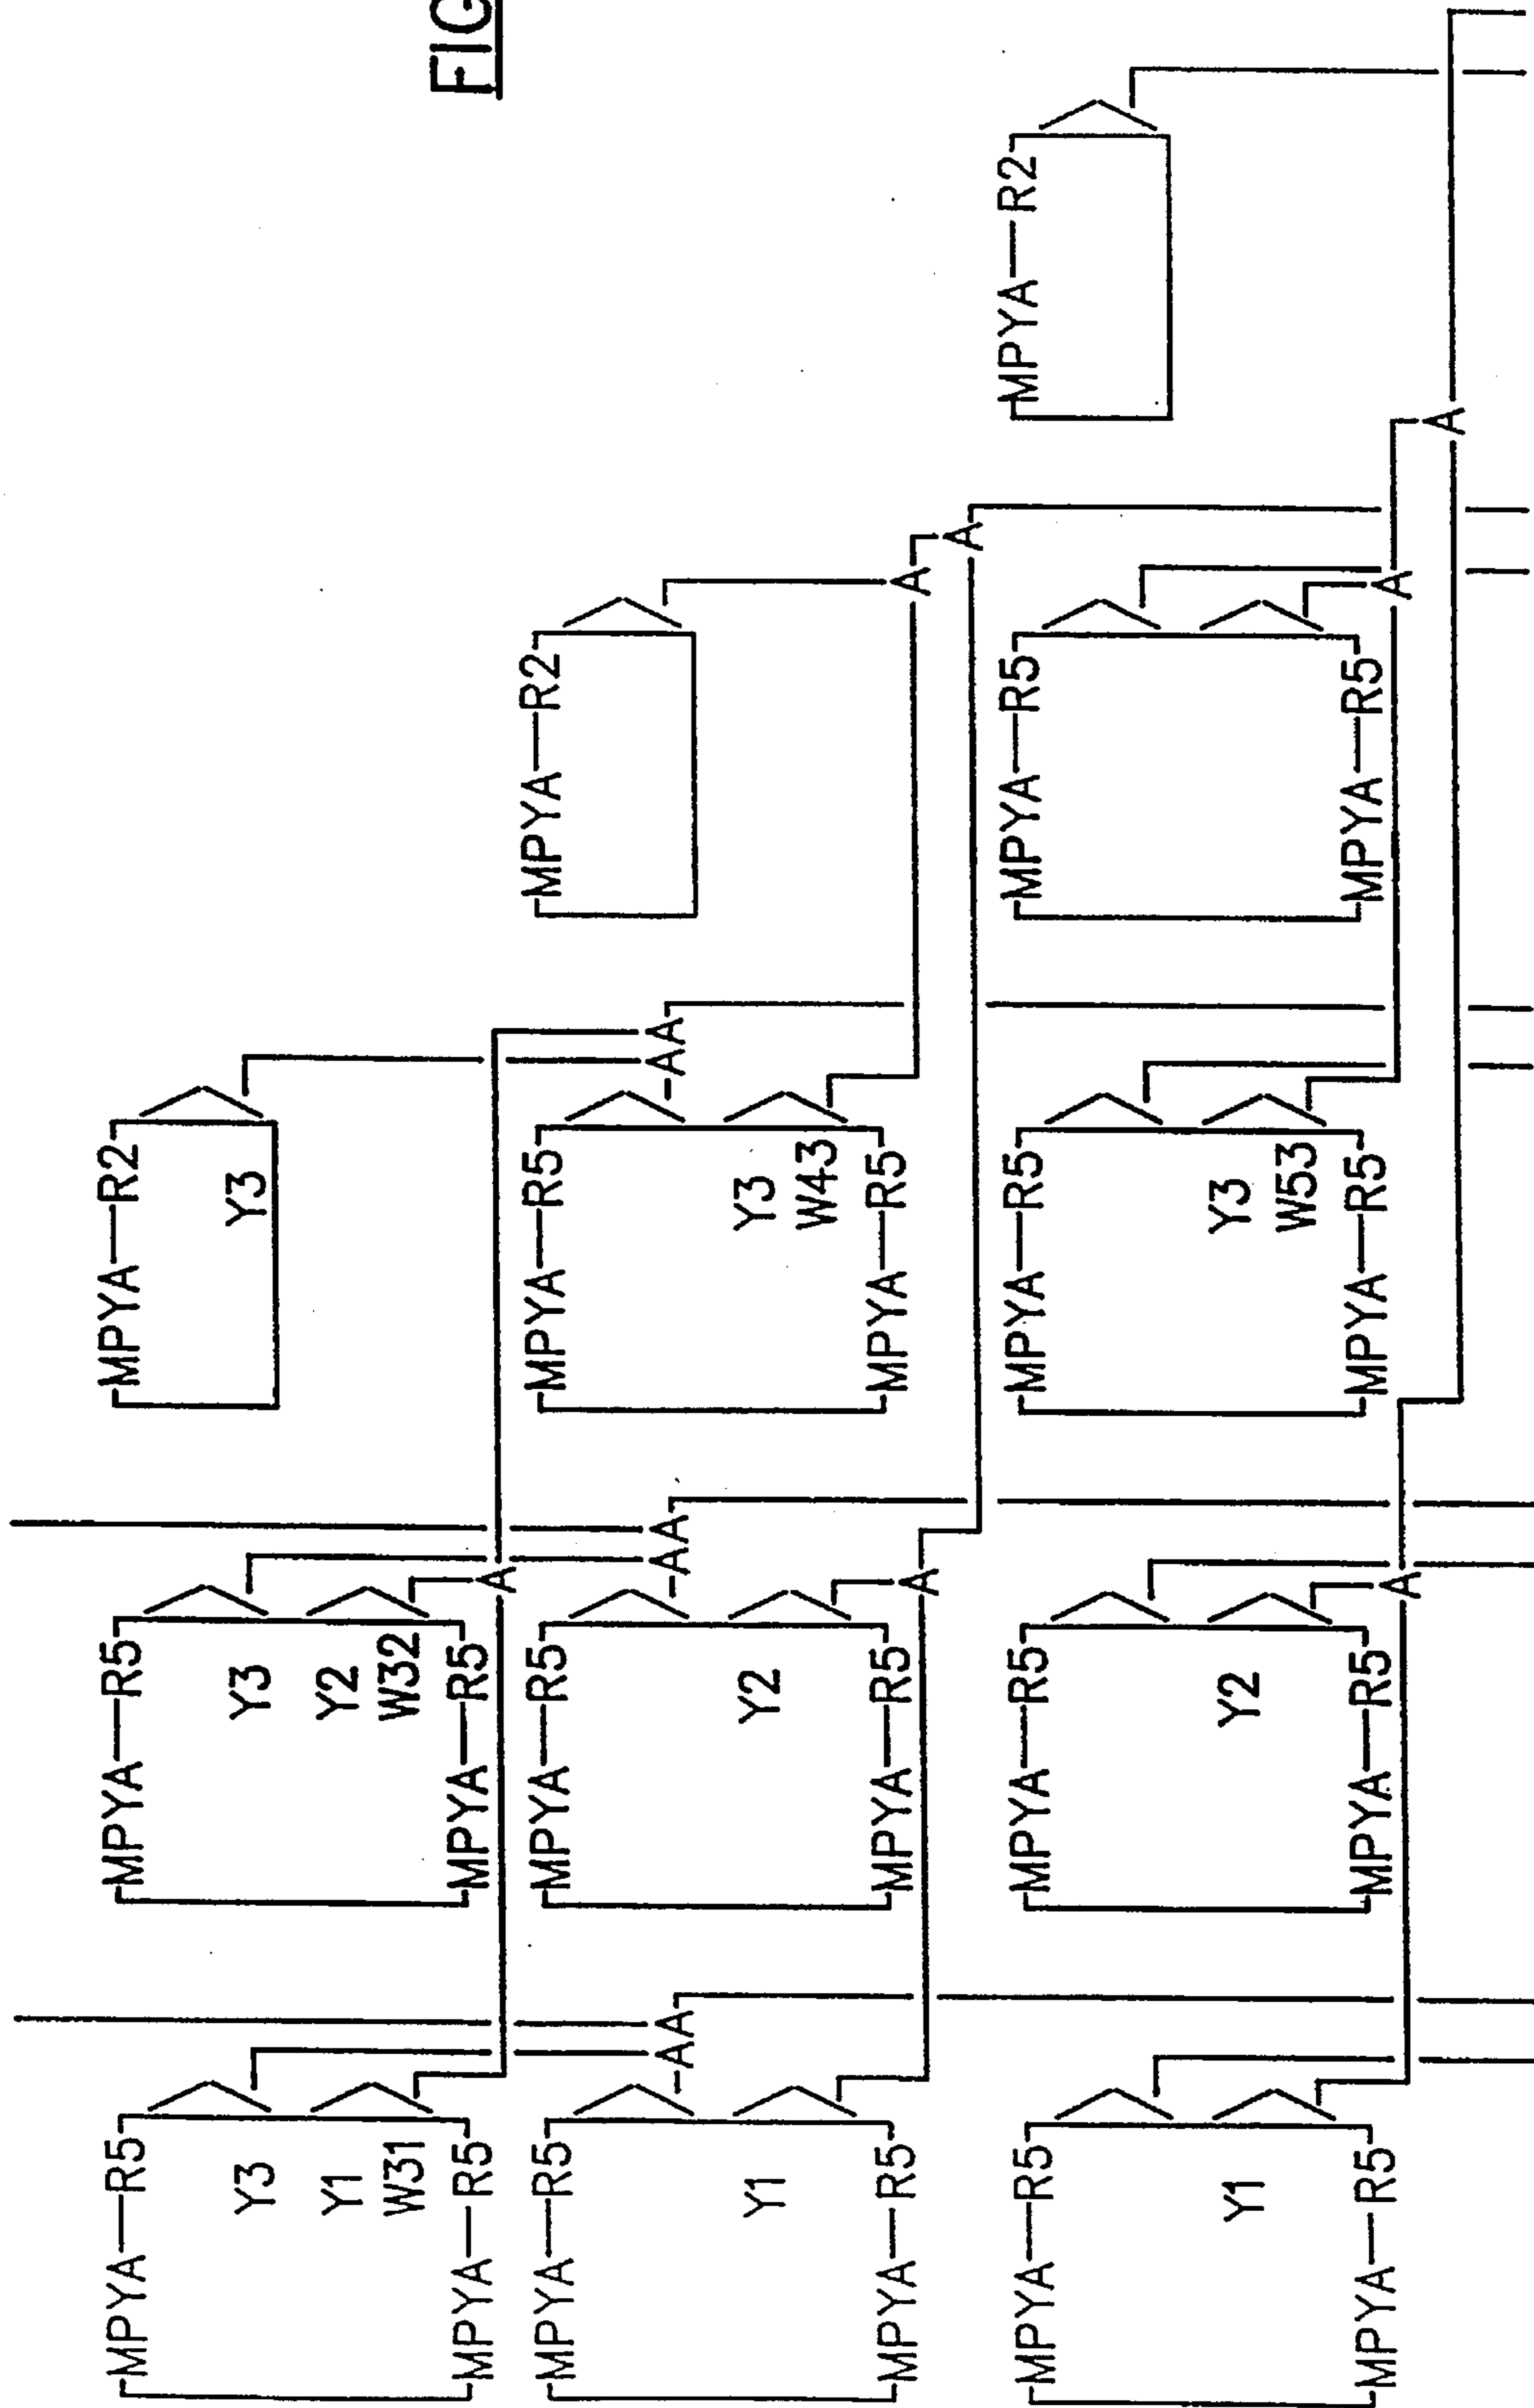 MPYA—R5 MPYA—R5 MPYA—R2
Y3 Y3 Y3
Y1 Y2
W31 W32
MPYA—R5 MPYA—R5 FIG
A
MPYA—R5 MPYA—R5 MPYA—R5 MPYA—R2
AA AA AA
Y1 Y2 Y3
W43
MPYA—R5 MPYA—R5 MPYA—R5
A A
A
MPYA—R5 MPYA—R5 MPYA—R5 MPYA—R5 MPYA—R2
Y1 Y2 Y3
W53
MPYA—R5 MPYA—R5 MPYA—R5 MPYA—R5
A A
A